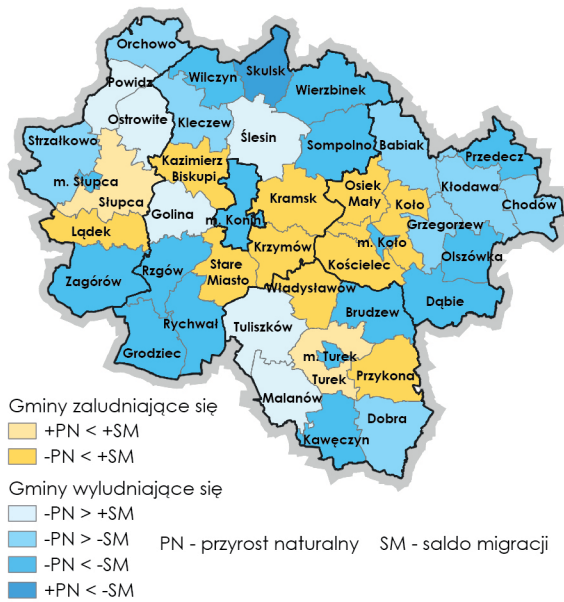 Orchowo
Skulsk
Wilczyn
Powidz
Wierzbinek
Ostrowite
Kleczew
Ślesin
Strzałkowo
Sompolno
Babiak
Przedecz
Kazimierz
Biskupi
m. Słupca
Kłodawa
Osiek
Mały
Słupca
Kramsk
Koło
Chodów
Golina
m. Konin
Grzegorzew
Lądek
m. Koło
Krzymów
Olszówka
Kościelec
Rzgów
Stare
Miasto
Zagórów
Władysławów
Dąbie
Brudzew
Rychwał
Tuliszków
Grodziec
m. Turek
Turek
Przykona
Malanów
Dobra
Kawęczyn
Gminy zaludniające się
+PN < +SM
-PN < +SM
Gminy wyludniające się
-PN > +SM
-PN > -SM
-PN < -SM
+PN < -SM
PN - przyrost naturalny SM - saldo migracji